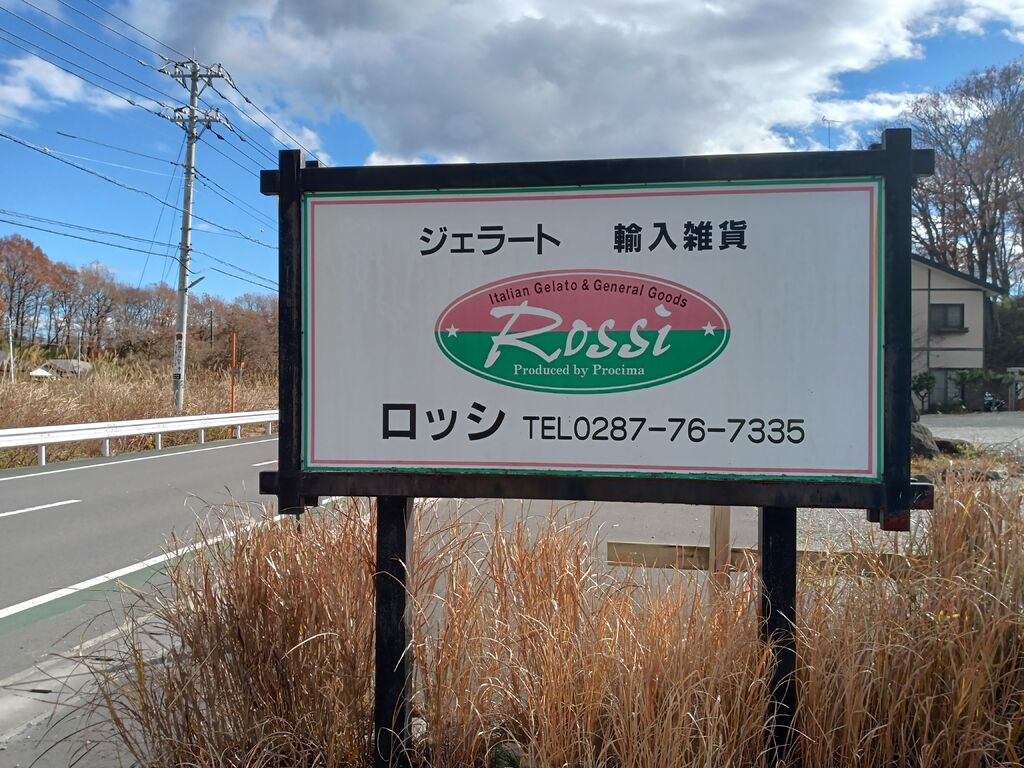 ジェラート 輸入雑貨
Italian Gelato & General Goods
Rossi
Produced by Procima
ロッシ TEL0287-76-7335